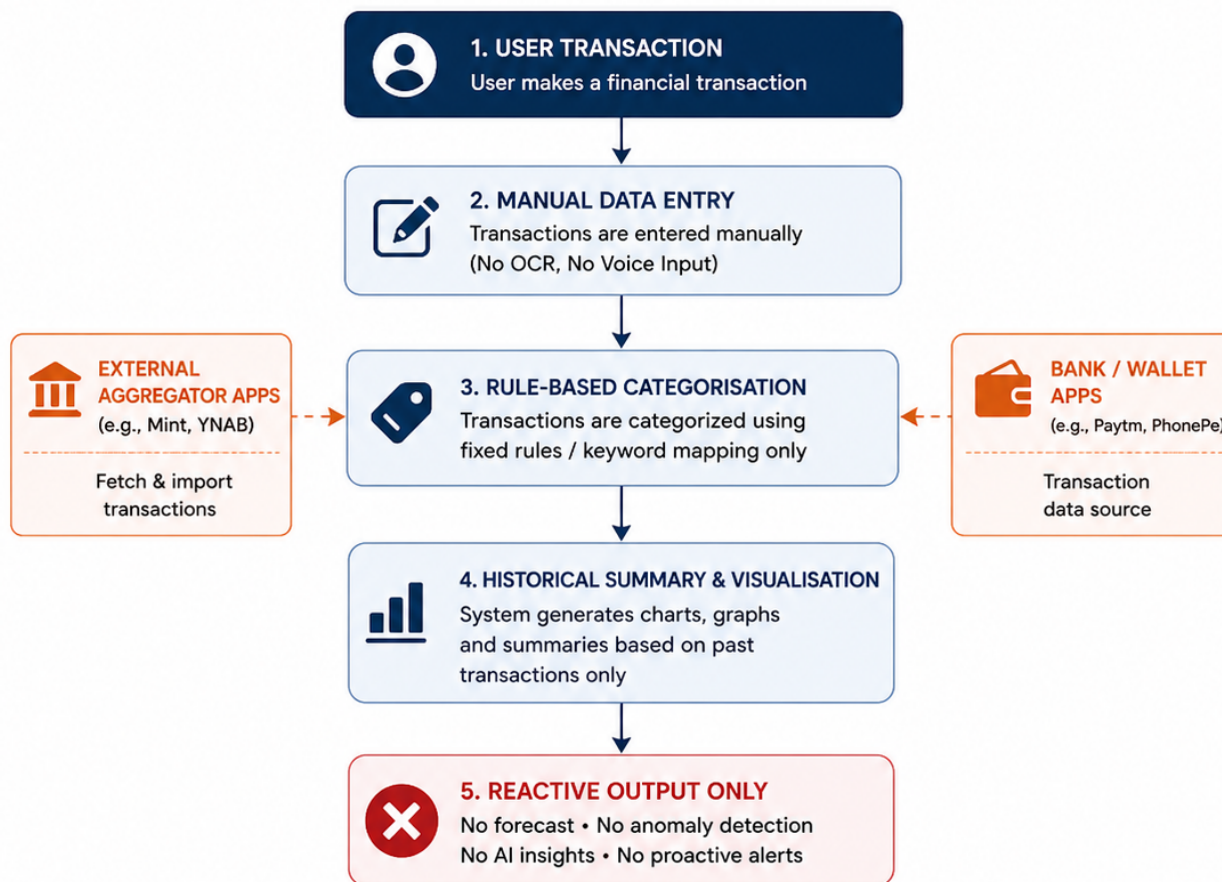 1. USER TRANSACTION
User makes a financial transaction
2. MANUAL DATA ENTRY
Transactions are entered manually
(No OCR, No Voice Input)
EXTERNAL
AGGREGATOR APPS
(e.g., Mint, YNAB)
Fetch & import
transactions
3. RULE-BASED CATEGORISATION
Transactions are categorized using
fixed rules / keyword mapping only
BANK / WALLET
APPS
(e.g., Paytm, PhonePe)
Transaction
data source
4. HISTORICAL SUMMARY & VISUALISATION
System generates charts, graphs
and summaries based on past
transactions only
5. REACTIVE OUTPUT ONLY
No forecast • No anomaly detection
No AI insights • No proactive alerts